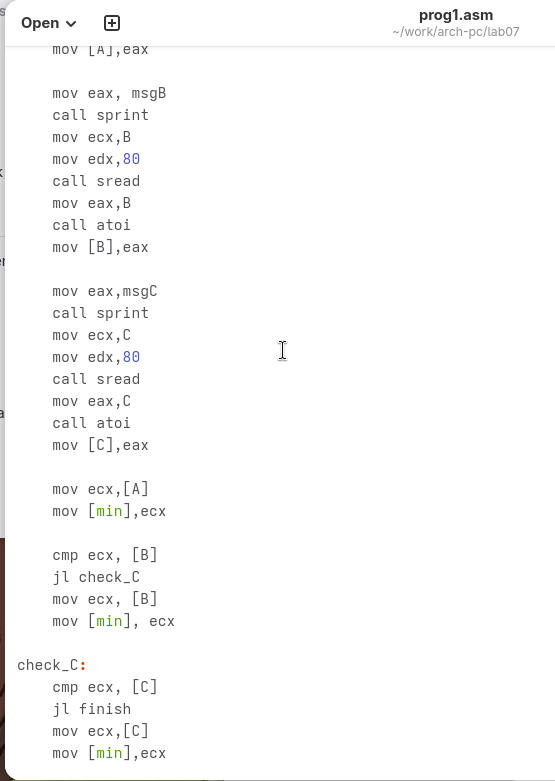 Open
prog1.asm
~/work/arch-pc/lab07
mov [A],eax
mov eax, msgB
call sprint
mov ecx,B
mov edx,80
call sread
mov eax,B
call atoi
mov [B],eax
mov eax,msgC
call sprint
mov ecx,C
mov edx,80
call sread
mov eax,C
call atoi
mov [C],eax
mov ecx,[A]
mov [min],ecx
cmp ecx, [B]
jl check_C
mov ecx, [B]
mov [min], ecx
check_C:
cmp ecx, [C]
jl finish
mov ecx,[C]
mov [min],ecx